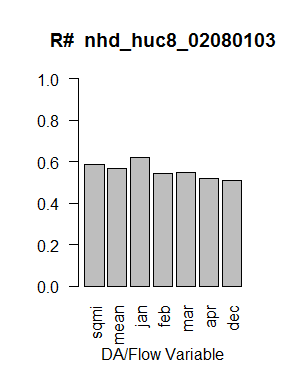 R#  nhd_huc8_02080103
1.0
0.8
0.6
0.4
0.2
0.0
sqmi
mean
jan
feb
mar
apr
dec
DA/Flow Variable